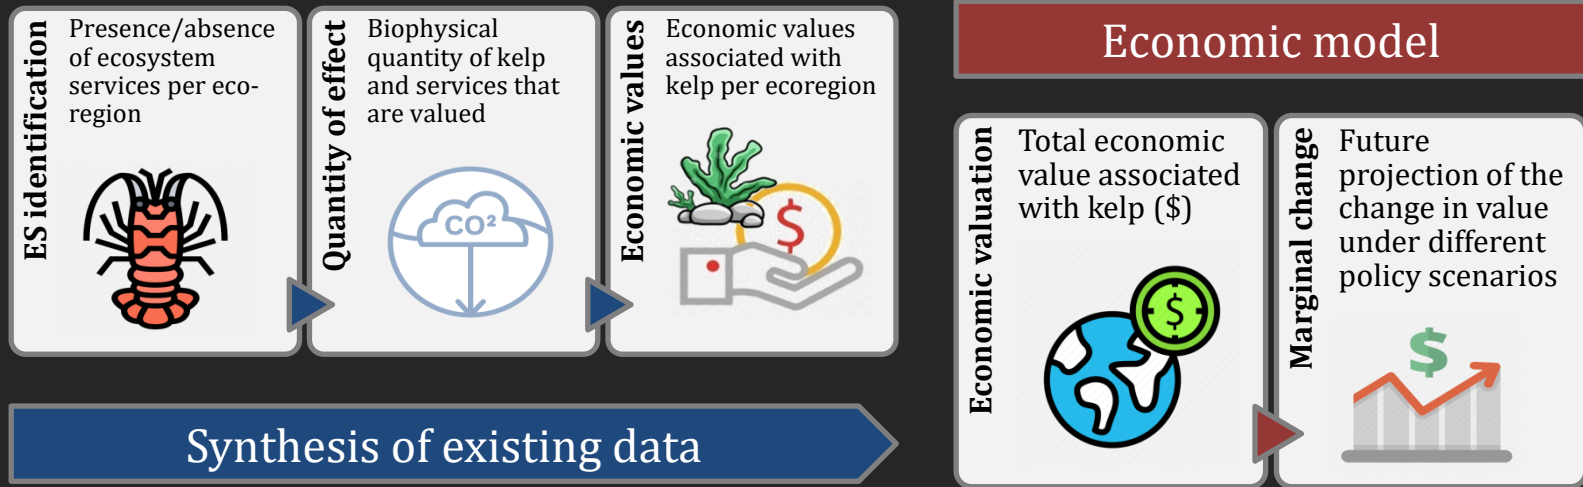 ES identification
Presence/absence
of ecosystem
services per eco-
region
Quantity of effect
Biophysical
quantity of kelp
and services that
are valued
CO²
Economic values
Economic values
associated with
kelp per ecoregion
$
Synthesis of existing data
Economic model
Economic valuation
Total economic
value associated
with kelp ($)
$
Marginal change
Future
projection of the
change in value
under different
policy scenarios
$